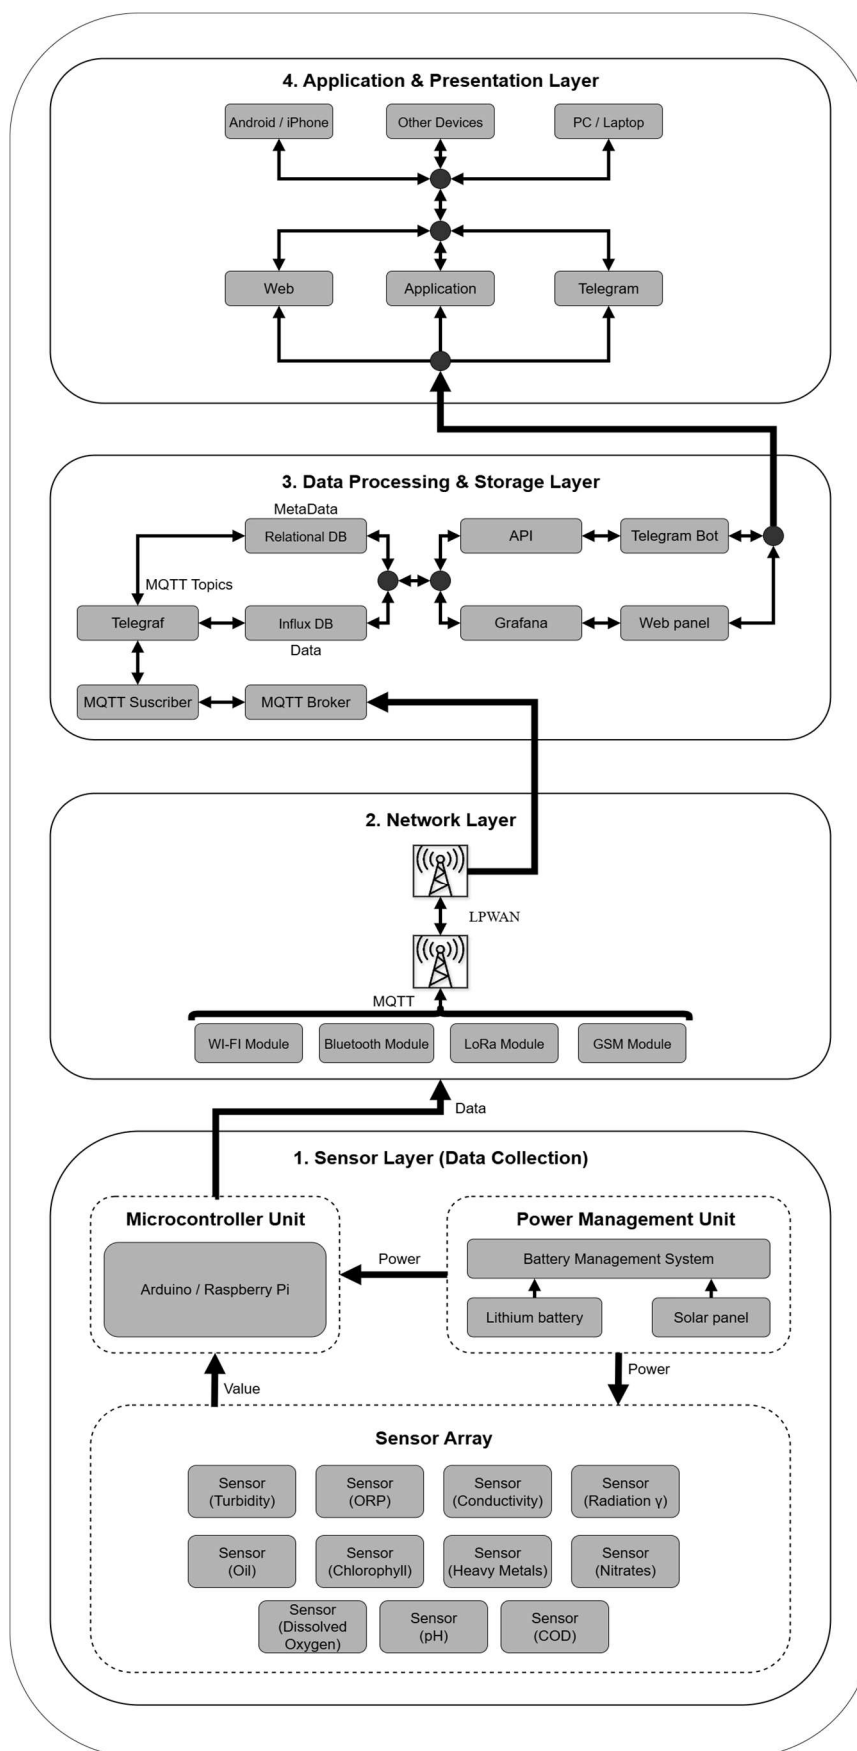 4. Application & Presentation Layer
Android / iPhone
Other Devices
PC / Laptop
Web
Application
Telegram
3. Data Processing & Storage Layer
MetaData
Relational DB
API
Telegram Bot
MQTT Topics
Telegraf
Influx DB
Grafana
Web panel
Data
MQTT Suscriber
MQTT Broker
2. Network Layer
LPWAN
MQTT
WI-FI Module
Bluetooth Module
LoRa Module
GSM Module
Data
1. Sensor Layer (Data Collection)
Microcontroller Unit
Arduino / Raspberry Pi
Power
Power Management Unit
Battery Management System
Lithium battery
Solar panel
Value
Power
Sensor Array
Sensor
(Turbidity)
Sensor
(ORP)
Sensor
(Conductivity)
Sensor
(Radiation γ)
Sensor
(Oil)
Sensor
(Chlorophyll)
Sensor
(Heavy Metals)
Sensor
(Nitrates)
Sensor
(Dissolved
Oxygen)
Sensor
(pH)
Sensor
(COD)